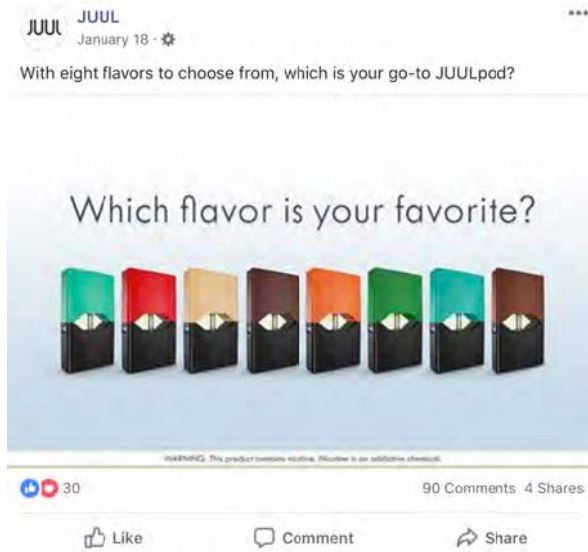 JUUL
JUUL
January 18
With eight flavors to choose from, which is your go-to JUULpod?
Which flavor is your favorite?
WARNING: This product contains nicotine. Nicotine is an addictive chemical.
30
90 Comments 4 Shares
Like
Comment
Share